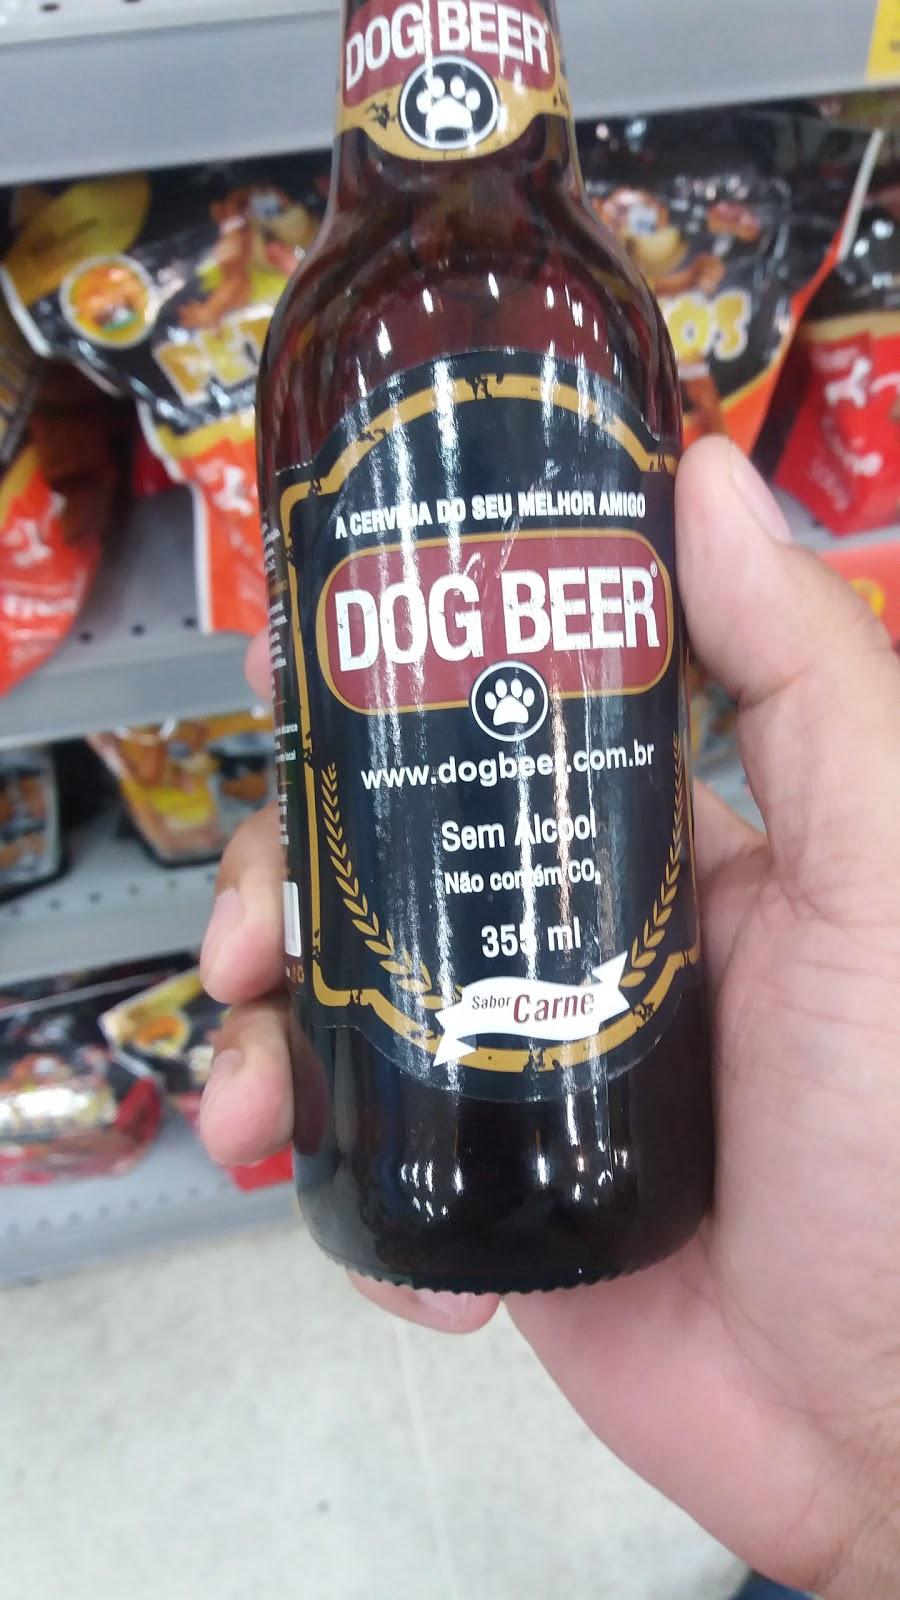 DOG BEER
A CERVEJA DO SEU MELHOR AMIGO
DOG BEER®
www.dogbeer.com.br
Sem Álcool
Não contém CO₂
355 ml
Sabor Carne